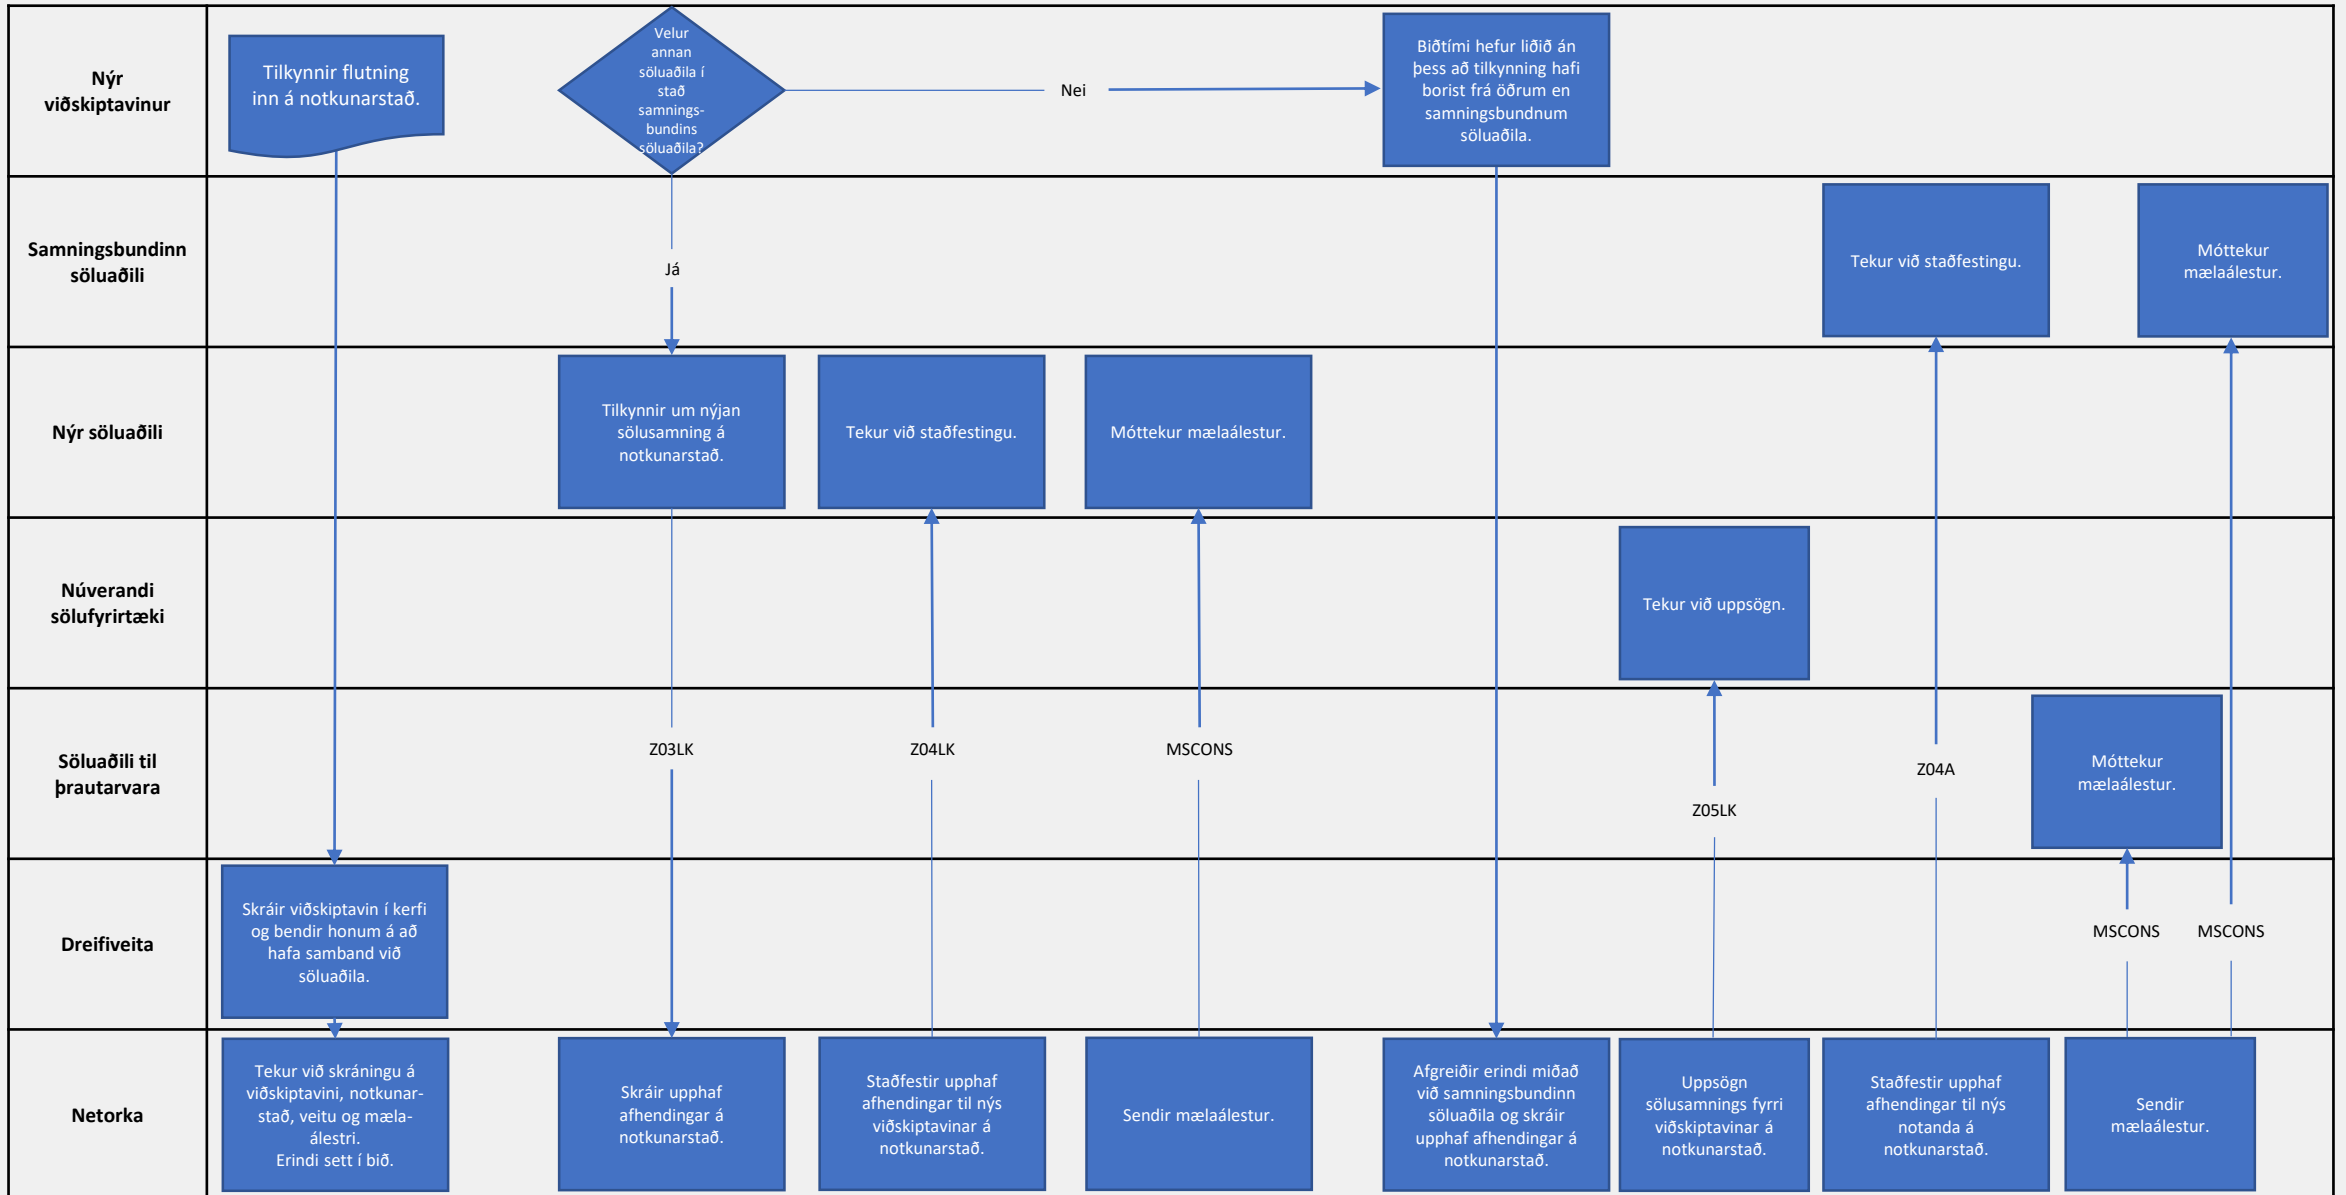 Nýr
viðskiptavinur
Tilkynnir flutning
inn á notkunarstað.
Velur
annan
söluaðila í
stað
samnings-
bundins
söluaðila?
Nei
Biðtími hefur liðið án
þess að tilkynning hafi
borist frá öðrum en
samningsbundnum
söluaðila.
Samningsbundinn
söluaðili
Já
Tekur við staðfestingu.
Móttekur
mælaálestur.
Nýr söluaðili
Tilkynnir um nýjan
sölusamning á
notkunarstað.
Tekur við staðfestingu.
Móttekur mælaálestur.
Núverandi
sölufyrirtæki
Tekur við uppsögn.
Söluaðili til
þrautarvara
Z03LK
Z04LK
MSCONS
Z05LK
Z04A
Móttekur
mælaálestur.
Dreifiveita
Skráir viðskiptavin í kerfi
og bendir honum á að
hafa samband við
söluaðila.
MSCONS
MSCONS
Netorka
Tekur við skráningu á
viðskiptavini, notkunar-
stað, veitu og mæla-
álestri.
Erindi sett í bið.
Skráir upphaf
afhendingar á
notkunarstað.
Staðfestir upphaf
afhendingar til nýs
viðskiptavinar á
notkunarstað.
Sendir mælaálestur.
Afgreiðir erindi miðað
við samningsbundinn
söluaðila og skráir
upphaf afhendingar á
notkunarstað.
Uppsögn
sölusamnings fyrri
viðskiptavinar á
notkunarstað.
Staðfestir upphaf
afhendingar til nýs
notanda á
notkunarstað.
Sendir
mælaálestur.